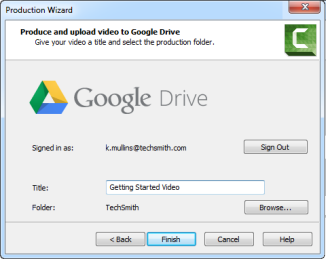 Production Wizard
Produce and upload video to Google Drive
Give your video a title and select the production folder.
Google Drive
Signed in as: k.mullins@techsmith.com Sign Out
Title: Getting Started Video
Folder: TechSmith Browse...
< Back Finish Cancel Help